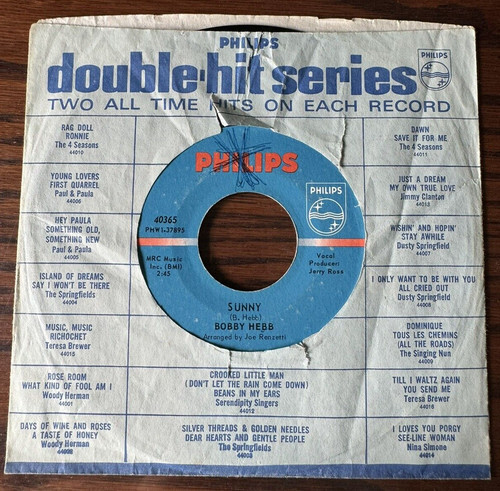 PHILIPS
double-hit series
TWO ALL TIME HITS ON EACH RECORD
PHILIPS
RAG DOLL
RONNIE
The 4 Seasons
44010
YOUNG LOVERS
FIRST QUARREL
Paul & Paula
44006
HEY PAULA
SOMETHING OLD,
SOMETHING NEW
Paul & Paula
44005
ISLAND OF DREAMS
SAY I WON'T BE THERE
The Springfields
44004
MUSIC, MUSIC
RICOCHET
Teresa Brewer
44015
ROSE ROOM
WHAT KIND OF FOOL AM I
Woody Herman
44001
DAYS OF WINE AND ROSES
A TASTE OF HONEY
Woody Herman
PHILIPS
PHILIPS
40365
PHW1-37895
MRC Music
Inc. (BMI)
2:45
Vocal
Producer:
Jerry Ross
SUNNY
(B. Hebb)
BOBBY HEBB
Arranged by Joe Renzetti
CROOKED LITTLE MAN
(DON'T LET THE RAIN COME DOWN)
BEANS IN MY EARS
Serendipity Singers
44012
SILVER THREADS & GOLDEN NEEDLES
DEAR HEARTS AND GENTLE PEOPLE
The Springfields
44003
DAWN
SAVE IT FOR ME
The 4 Seasons
44011
JUST A DREAM
MY OWN TRUE LOVE
Jimmy Clanton
44013
WISHIN' AND HOPIN'
STAY AWHILE
Dusty Springfield
44007
I ONLY WANT TO BE WITH YOU
ALL CRIED OUT
Dusty Springfield
44008
DOMINIQUE
TOUS LES CHEMINS
(ALL THE ROADS)
The Singing Nun
44009
TILL I WALTZ AGAIN
YOU SEND ME
Teresa Brewer
44016
I LOVES YOU PORGY
SEE-LINE WOMAN
Nina Simone
44014